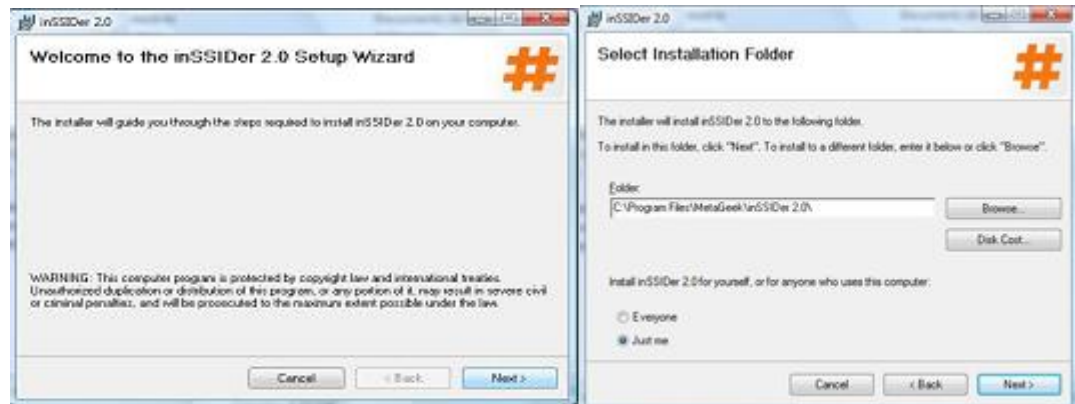 inSSIDer 2.0
Welcome to the inSSIDer 2.0 Setup Wizard
The installer will guide you through the steps required to install inSSIDer 2.0 on your computer.
WARNING: This computer program is protected by copyright law and international treaties.
Unauthorized duplication or distribution of this program, or any portion of it, may result in severe civil
or criminal penalties, and will be prosecuted to the maximum extent possible under the law.
Cancel
< Back
Next >
inSSIDer 2.0
Select Installation Folder
The installer will install inSSIDer 2.0 to the following folder.
To install in this folder, click "Next". To install to a different folder, enter it below or click "Browse".
Folder:
C:\Program Files\MetaGeek\inSSIDer 2.0\
Browse...
Disk Cost...
Install inSSIDer 2.0 for yourself, or for anyone who uses this computer:
Everyone
Just me
Cancel
< Back
Next >